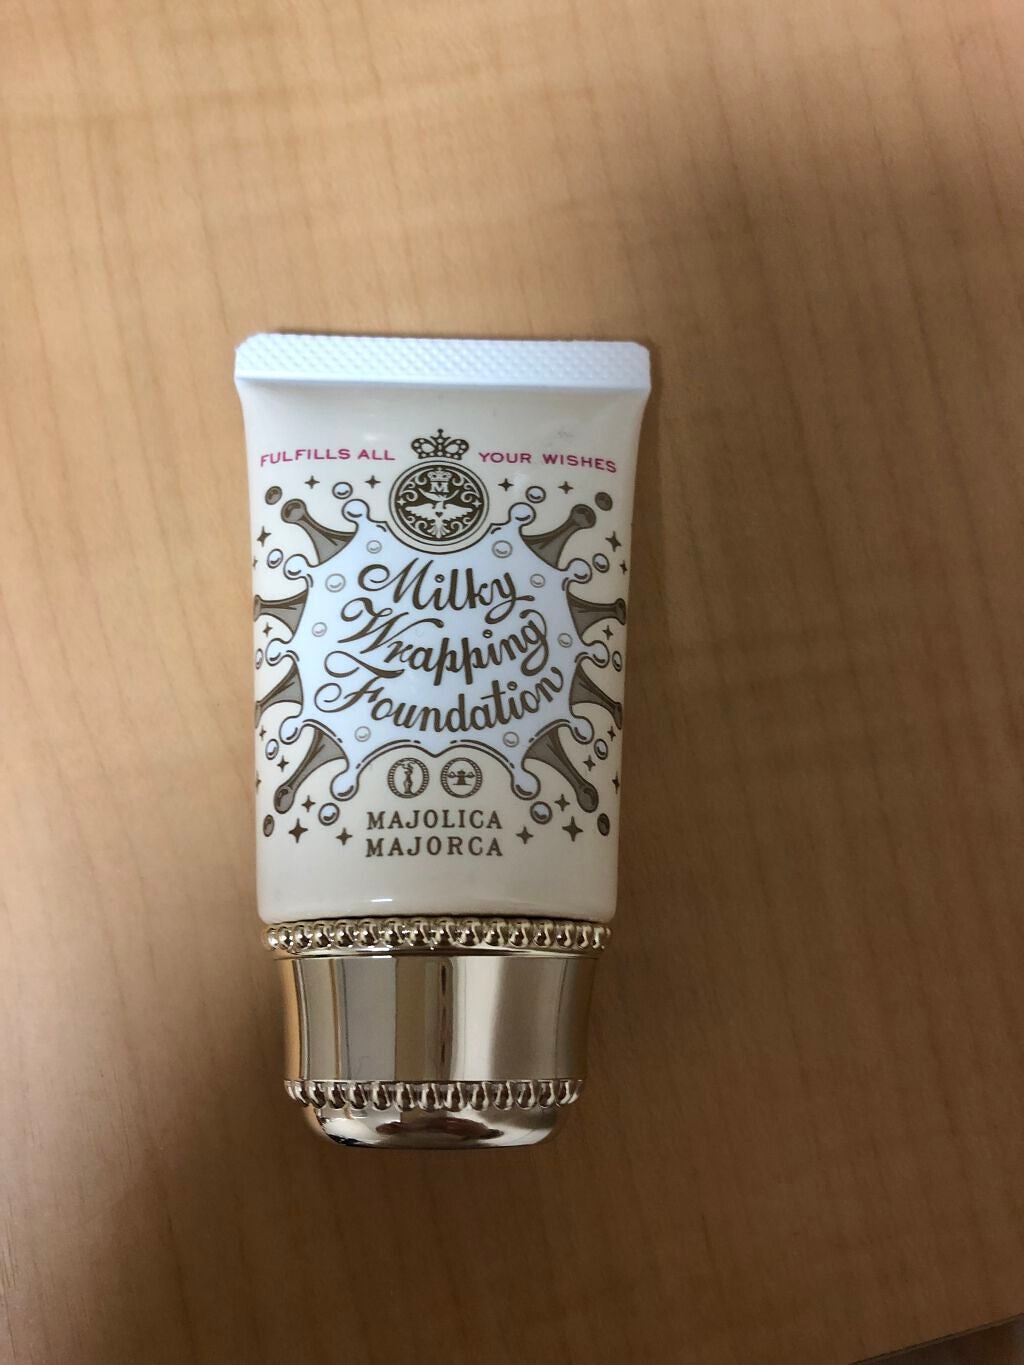 FULFILLS ALL YOUR WISHES
M
Milky
Wrapping
Foundation
MAJOLICA
MAJORCA